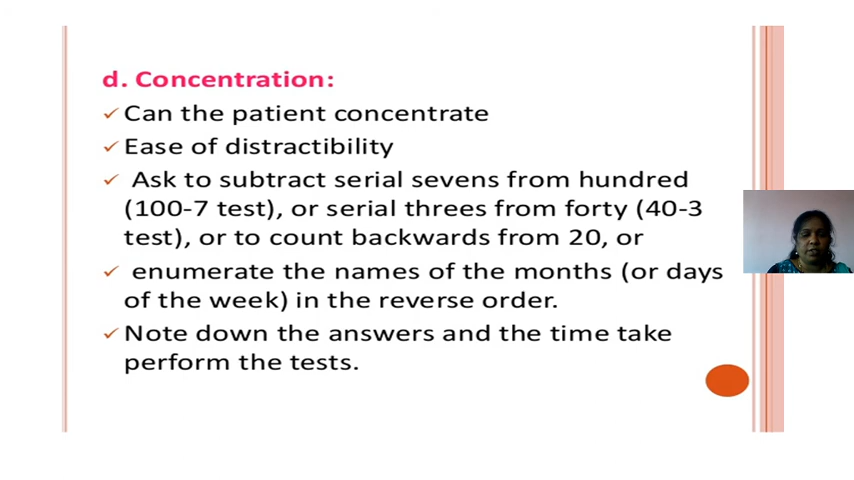 d. Concentration:
Can the patient concentrate
Ease of distractibility
Ask to subtract serial sevens from hundred
(100-7 test), or serial threes from forty (40-3
test), or to count backwards from 20, or
enumerate the names of the months (or days
of the week) in the reverse order.
Note down the answers and the time take
perform the tests.